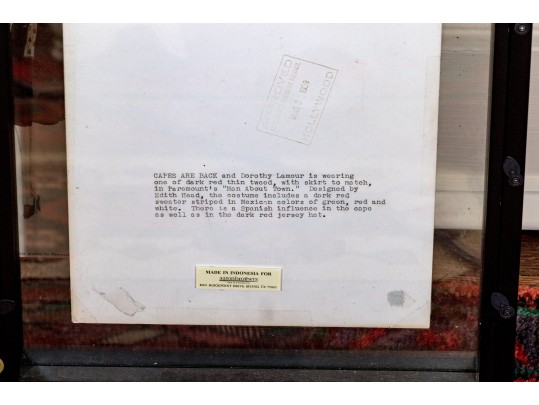 APPROVED
HOLLYWOOD
CAPES ARE BACK and Dorothy Lamour is wearing
one of dark red thin tweed, with skirt to match,
in Paramount's "Man About Town." Designed by
Edith Head, the costume includes a dark red
sweater striped in Mexican colors of green, red and
white. There is a Spanish influence in the cape
as well as in the dark red jersey hat.
MADE IN INDONESIA FOR